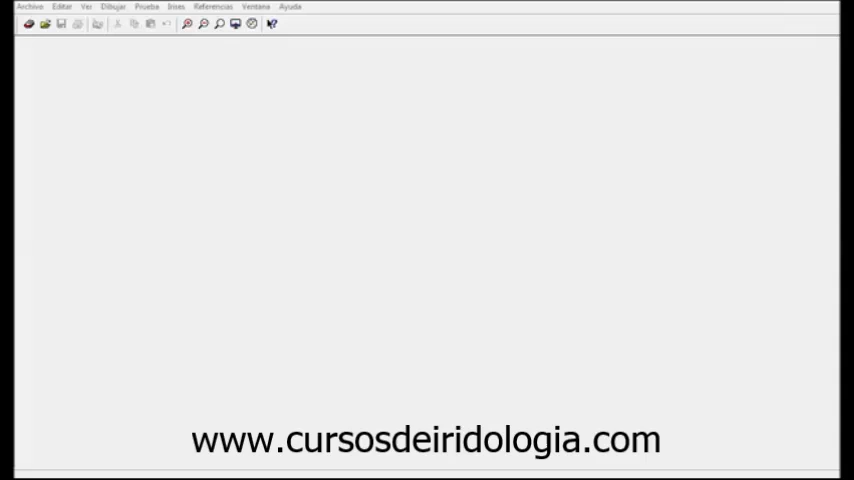 Archivo Editar Ver Dibujar Prueba Irises Referencias Ventana Ayuda
www.cursosdeiridologia.com